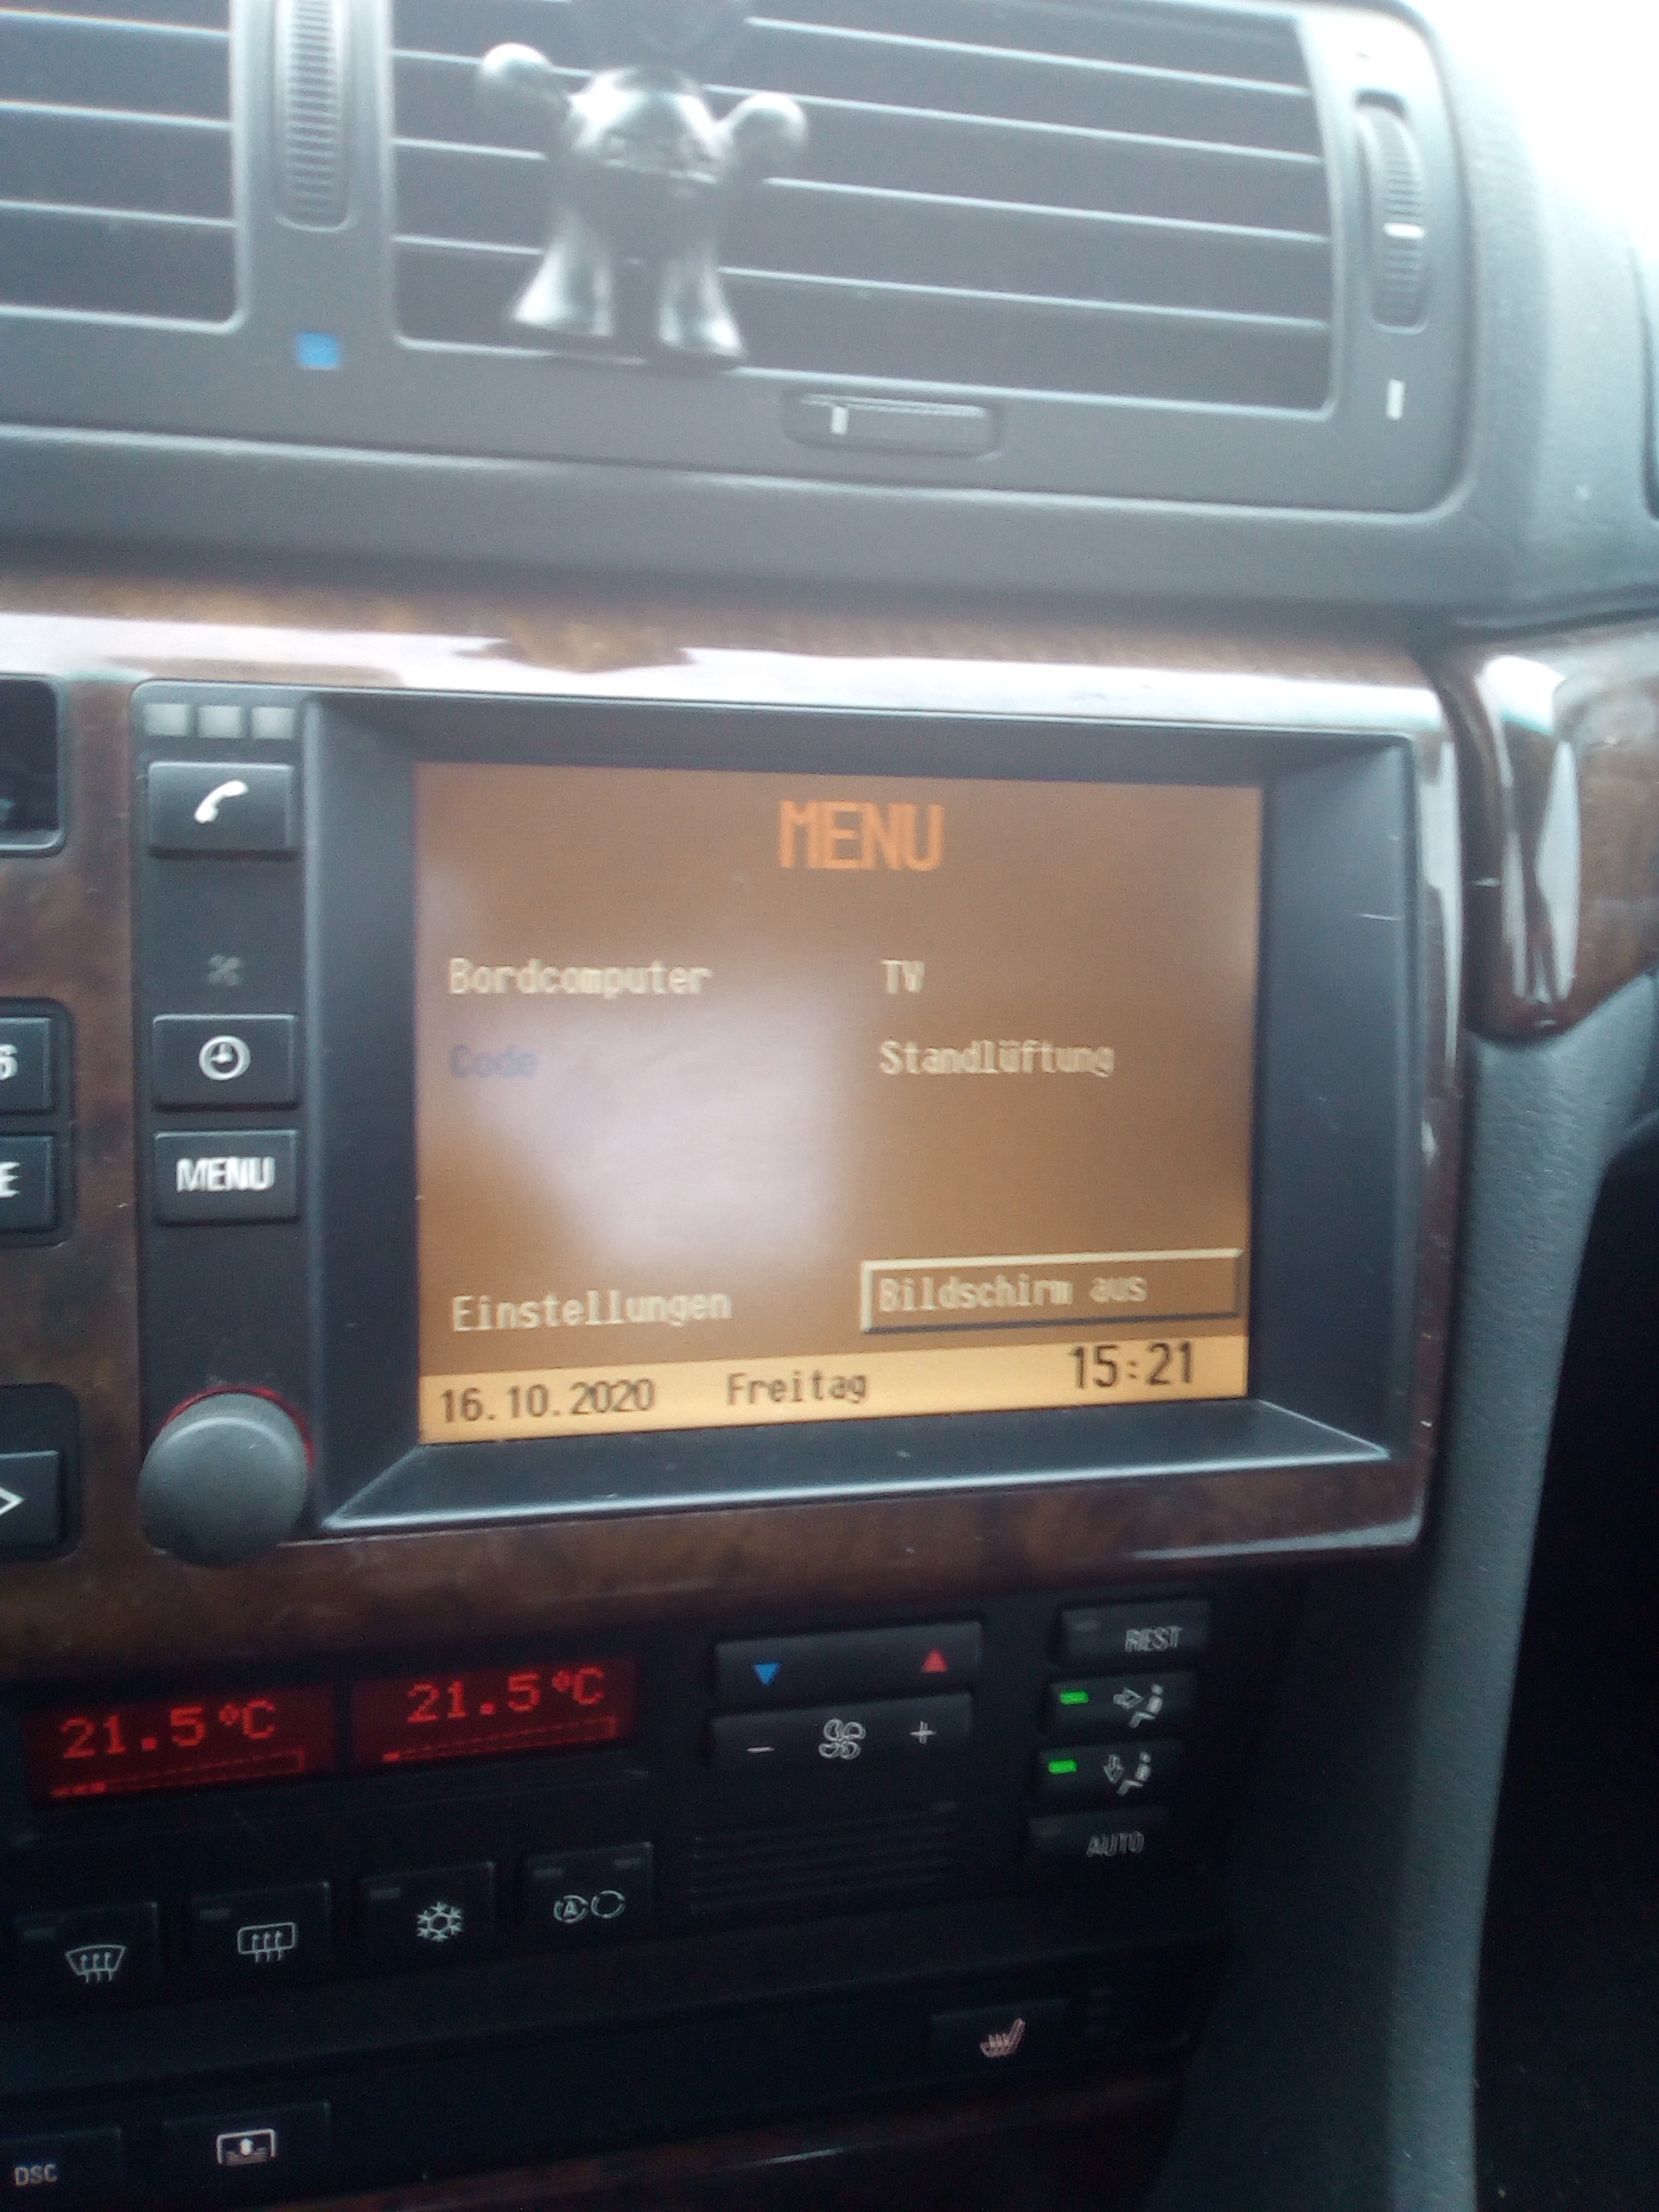 MENU
Bordcomputer TV
Code Standlüftung
MENU
Einstellungen Bildschirm aus
16.10.2020 Freitag 15:21
21.5°C 21.5°C
REST
- +
AUTO
A
DSC